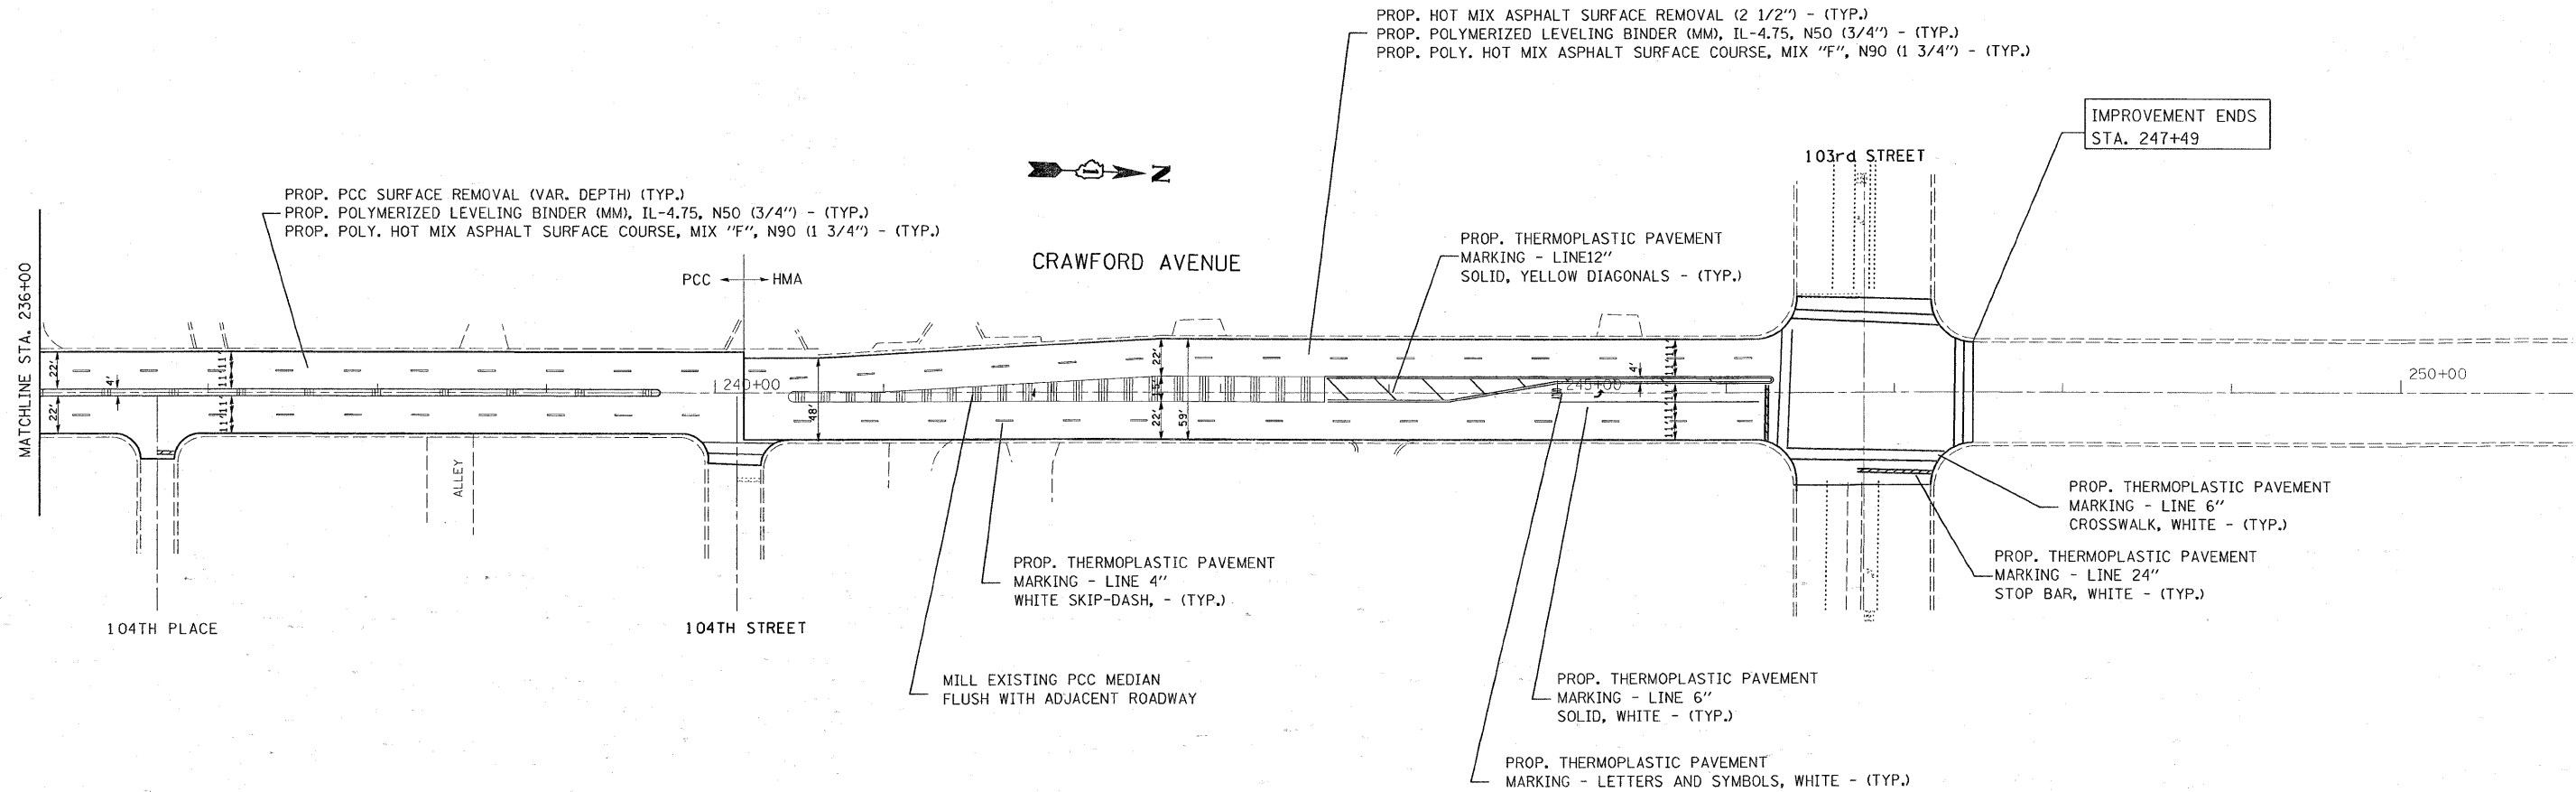 PROP. HOT MIX ASPHALT SURFACE REMOVAL (2 1/2") - (TYP.)
PROP. POLYMERIZED LEVELING BINDER (MM), IL-4.75, N50 (3/4") - (TYP.)
PROP. POLY. HOT MIX ASPHALT SURFACE COURSE, MIX "F", N90 (1 3/4") - (TYP.)
IMPROVEMENT ENDS
STA. 247+49
103rd STREET
N
PROP. PCC SURFACE REMOVAL (VAR. DEPTH) (TYP.)
PROP. POLYMERIZED LEVELING BINDER (MM), IL-4.75, N50 (3/4") - (TYP.)
PROP. POLY. HOT MIX ASPHALT SURFACE COURSE, MIX "F", N90 (1 3/4") - (TYP.)
CRAWFORD AVENUE
PROP. THERMOPLASTIC PAVEMENT
MARKING - LINE12"
SOLID, YELLOW DIAGONALS - (TYP.)
PCC
HMA
MATCHLINE STA. 236+00
22'
4'
11'
11'
22'
11'
11'
240+00
48'
22'
22'
59'
245+00
11'
11'
4'
11'
11'
11'
250+00
ALLEY
PROP. THERMOPLASTIC PAVEMENT
MARKING - LINE 6"
CROSSWALK, WHITE - (TYP.)
PROP. THERMOPLASTIC PAVEMENT
MARKING - LINE 24"
STOP BAR, WHITE - (TYP.)
PROP. THERMOPLASTIC PAVEMENT
MARKING - LINE 4"
WHITE SKIP-DASH, - (TYP.)
104TH PLACE
104TH STREET
MILL EXISTING PCC MEDIAN
FLUSH WITH ADJACENT ROADWAY
PROP. THERMOPLASTIC PAVEMENT
MARKING - LINE 6"
SOLID, WHITE - (TYP.)
PROP. THERMOPLASTIC PAVEMENT
MARKING - LETTERS AND SYMBOLS, WHITE - (TYP.)